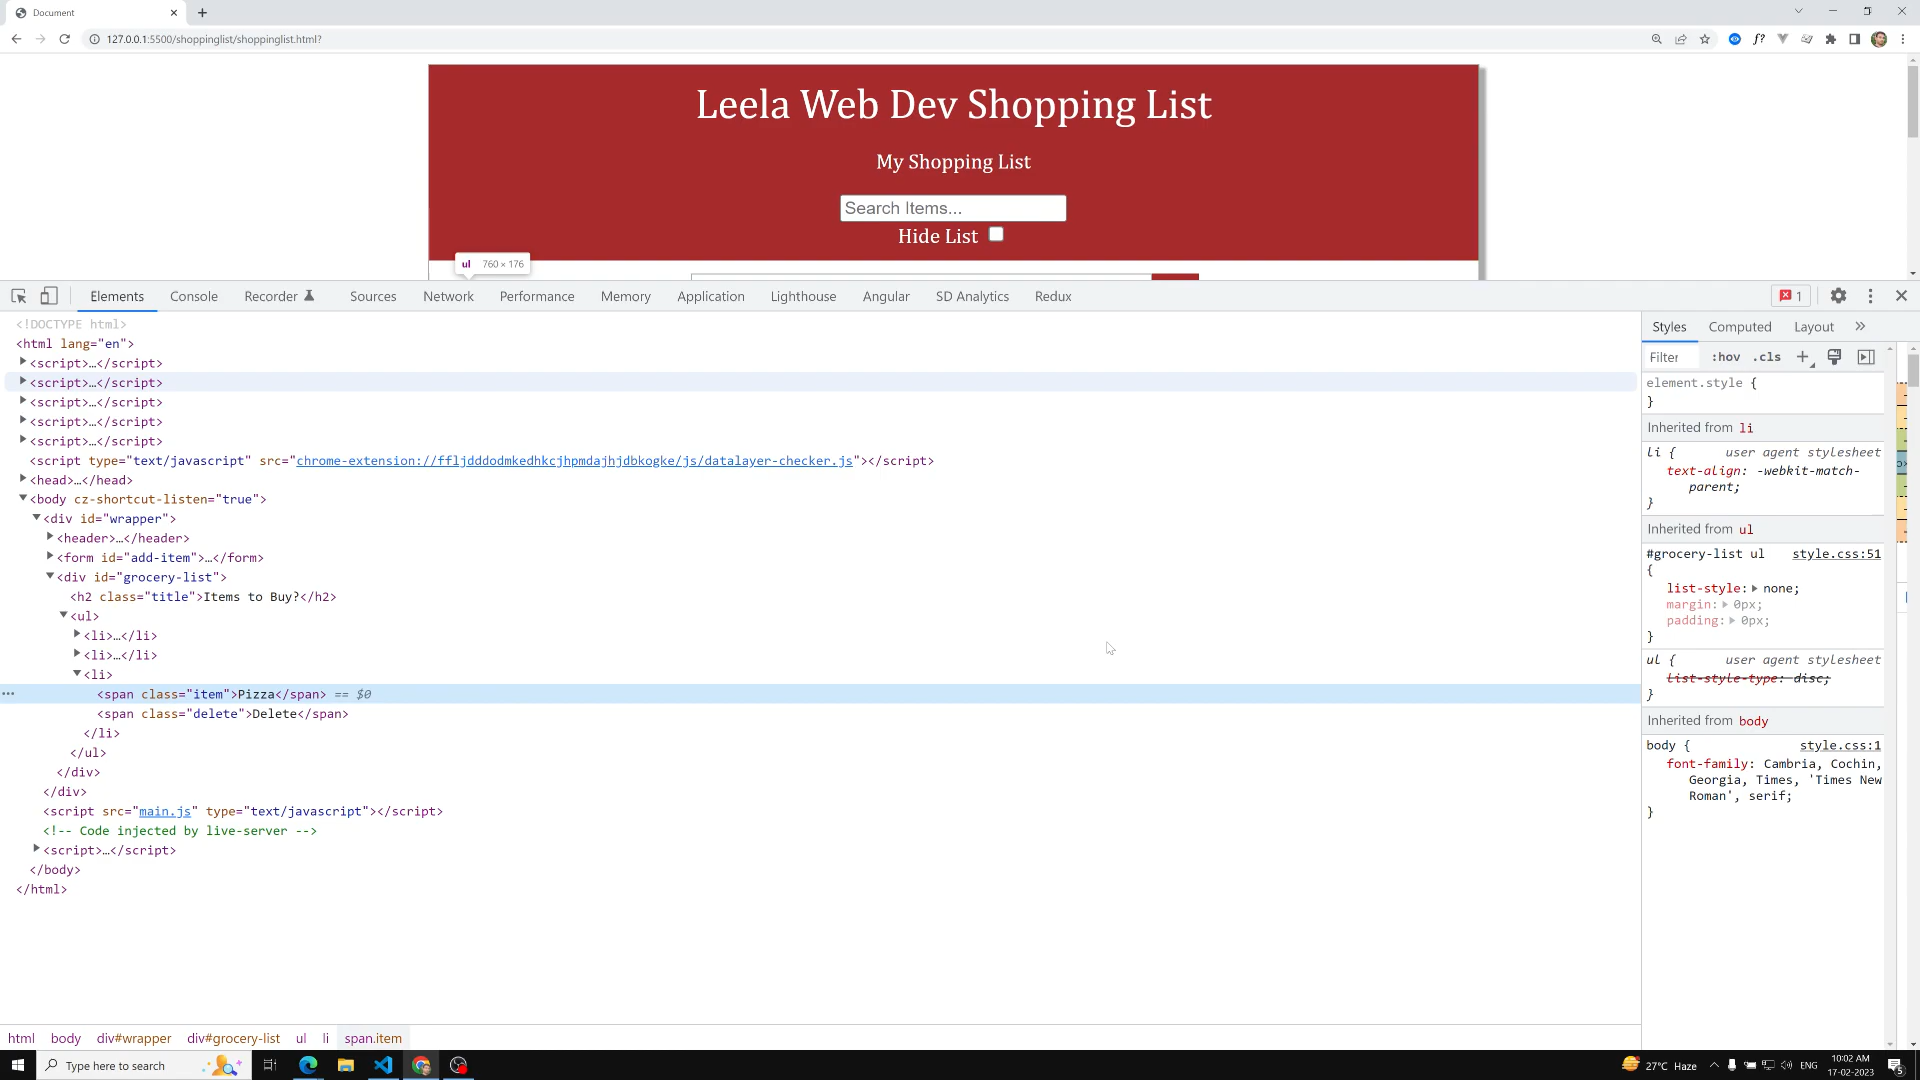 Document
127.0.0.1:5500/shoppinglist/shoppinglist.html?
f?
Leela Web Dev Shopping List
My Shopping List
Search Items...
Hide List
ul 760 × 176
Elements Console Recorder Sources Network Performance Memory Application Lighthouse Angular SD Analytics Redux 1
<!DOCTYPE html>
<html lang="en">
<script>…</script>
<script>…</script>
<script>…</script>
<script>…</script>
<script>…</script>
<script type="text/javascript" src="chrome-extension://ffljdddodmkedhkcjhpmdajhjdbkogke/js/datalayer-checker.js"></script>
<head>…</head>
<body cz-shortcut-listen="true">
<div id="wrapper">
<header>…</header>
<form id="add-item">…</form>
<div id="grocery-list">
<h2 class="title">Items to Buy?</h2>
<ul>
<li>…</li>
<li>…</li>
<li>
<span class="item">Pizza</span> == $0
<span class="delete">Delete</span>
</li>
</ul>
</div>
</div>
<script src="main.js" type="text/javascript"></script>
<!-- Code injected by live-server -->
<script>…</script>
</body>
</html>
html body div#wrapper div#grocery-list ul li span.item
Styles Computed Layout
Filter :hov .cls
element.style {
}
Inherited from li
li { user agent stylesheet
text-align: -webkit-match-
parent;
}
Inherited from ul
#grocery-list ul style.css:51
{
list-style: none;
margin: 0px;
padding: 0px;
}
ul { user agent stylesheet
list-style-type: disc;
}
Inherited from body
body { style.css:1
font-family: Cambria, Cochin,
Georgia, Times, 'Times New
Roman', serif;
}
Type here to search
27°C Haze
ENG
10:02 AM
17-02-2023
5